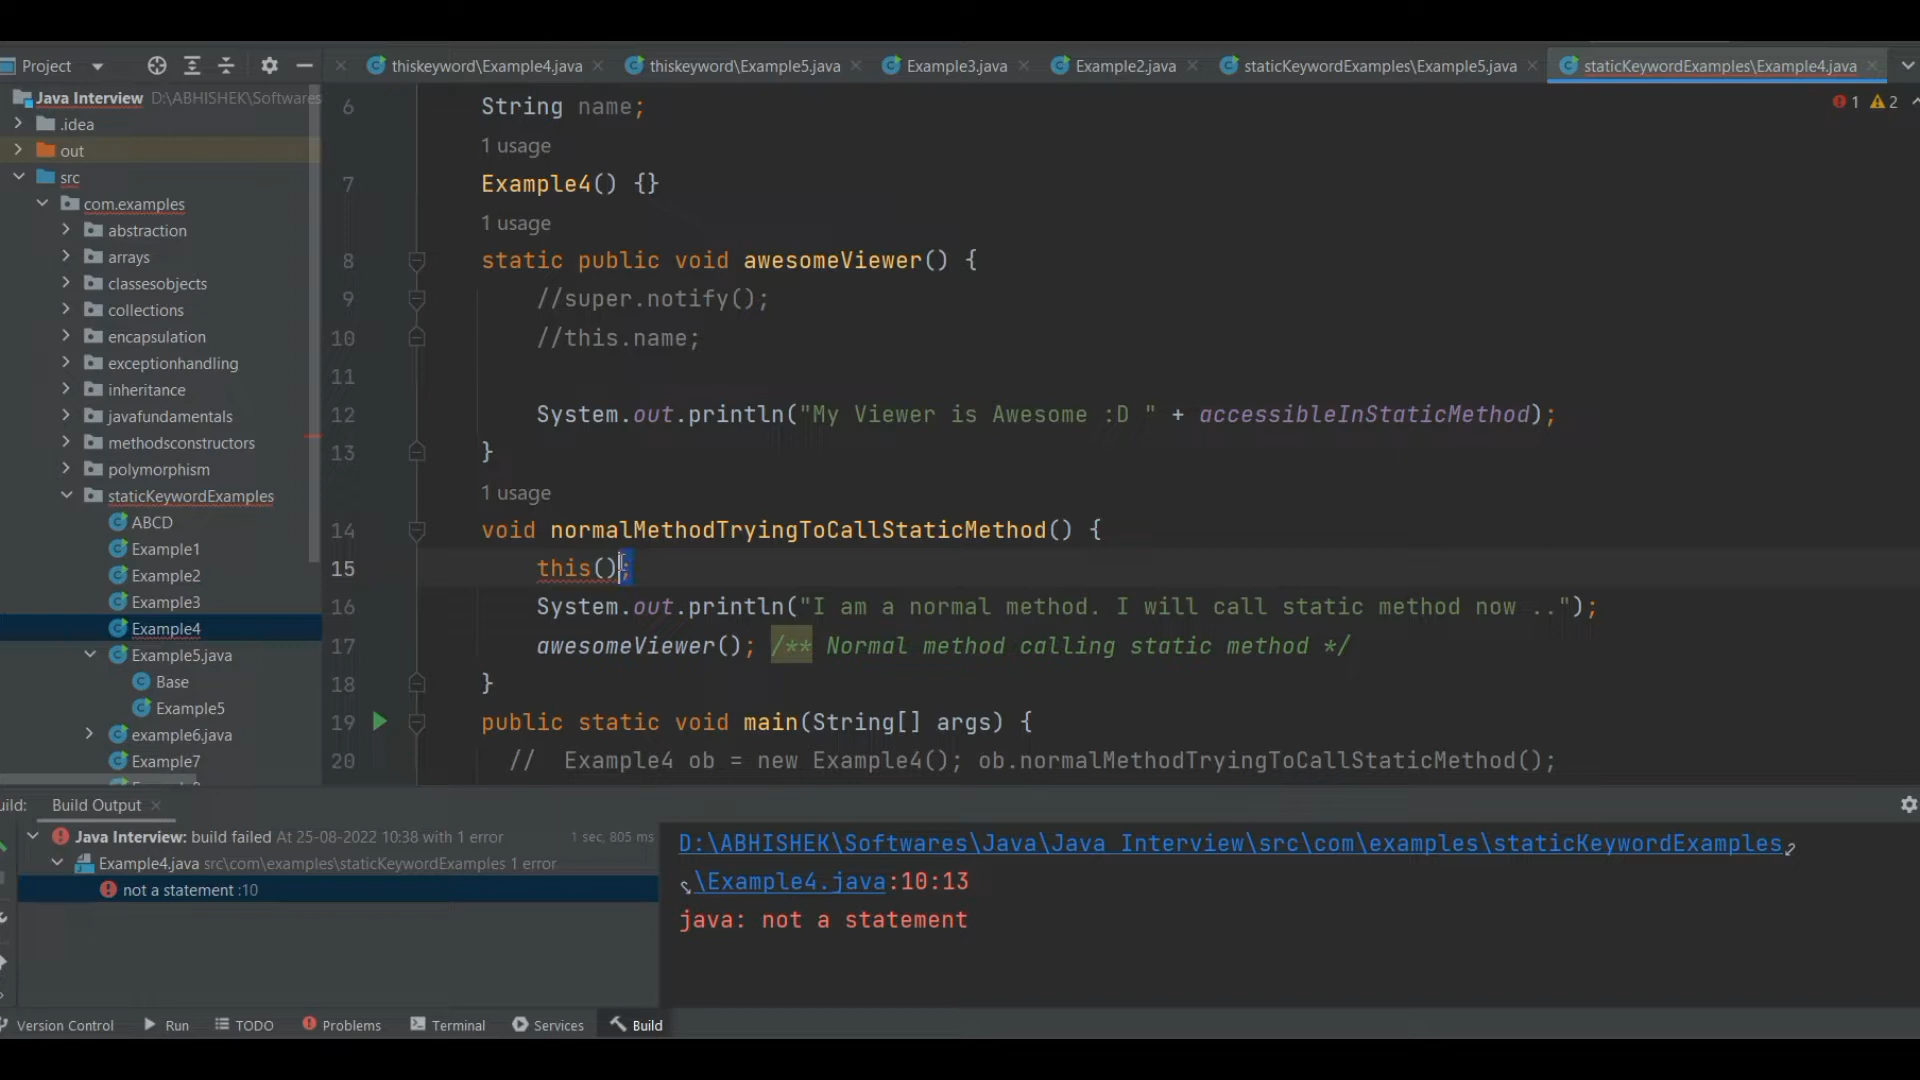 Project
thiskeyword\Example4.java
thiskeyword\Example5.java
Example3.java
Example2.java
staticKeywordExamples\Example5.java
staticKeywordExamples\Example4.java
Java Interview D:\ABHISHEK\Softwares
.idea
out
src
com.examples
abstraction
arrays
classesobjects
collections
encapsulation
exceptionhandling
inheritance
javafundamentals
methodsconstructors
polymorphism
staticKeywordExamples
ABCD
Example1
Example2
Example3
Example4
Example5.java
Base
Example5
example6.java
Example7
1 2
6 String name;
1 usage
7 Example4() {}
1 usage
8 static public void awesomeViewer() {
9 //super.notify();
10 //this.name;
11
12 System.out.println("My Viewer is Awesome :D " + accessibleInStaticMethod);
13 }
1 usage
14 void normalMethodTryingToCallStaticMethod() {
15 this();
16 System.out.println("I am a normal method. I will call static method now ..");
17 awesomeViewer(); /** Normal method calling static method */
18 }
19 public static void main(String[] args) {
20 // Example4 ob = new Example4(); ob.normalMethodTryingToCallStaticMethod();
uild: Build Output
Java Interview: build failed At 25-08-2022 10:38 with 1 error 1 sec, 805 ms
Example4.java src\com\examples\staticKeywordExamples 1 error
not a statement :10
D:\ABHISHEK\Softwares\Java\Java Interview\src\com\examples\staticKeywordExamples
\Example4.java:10:13
java: not a statement
Version Control Run TODO Problems Terminal Services Build